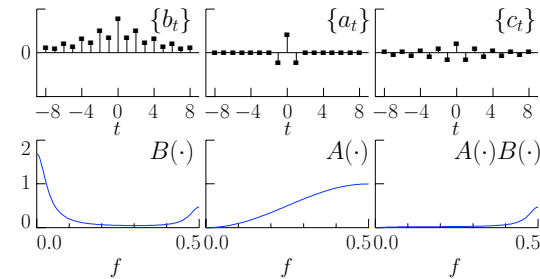 {b_t} {a_t} {c_t}
0
−8 −4 0 4 8 −8 −4 0 4 8 −8 −4 0 4 8
t t t
2 B(·) A(·) A(·)B(·)
1
0
0.0 0.5 0.0 0.5 0.0 0.5
f f f